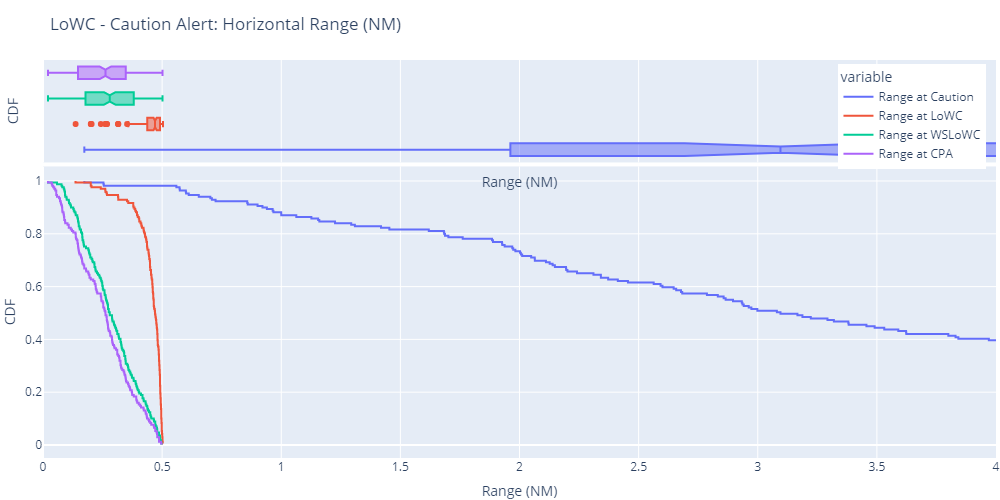 LoWC - Caution Alert: Horizontal Range (NM)
CDF
variable
Range at Caution
Range at LoWC
Range at WSLoWC
Range at CPA
Range (NM)
CDF
1
0.8
0.6
0.4
0.2
0
0 0.5 1 1.5 2 2.5 3 3.5 4
Range (NM)